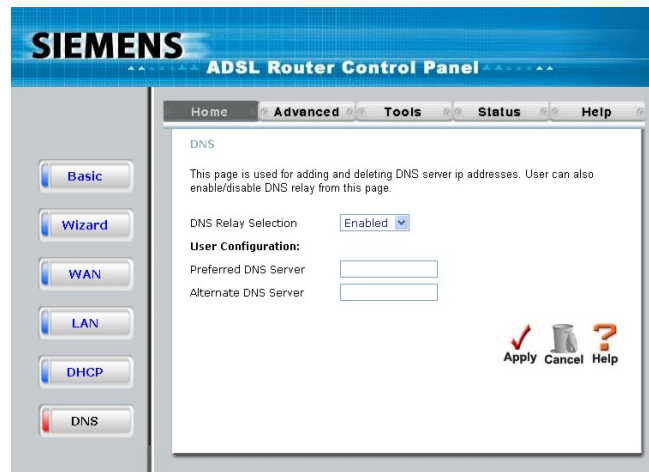 SIEMENS
ADSL Router Control Panel
Home Advanced Tools Status Help
Basic
Wizard
WAN
LAN
DHCP
DNS
DNS
This page is used for adding and deleting DNS server ip addresses. User can also
enable/disable DNS relay from this page.
DNS Relay Selection Enabled
User Configuration:
Preferred DNS Server
Alternate DNS Server
Apply Cancel Help